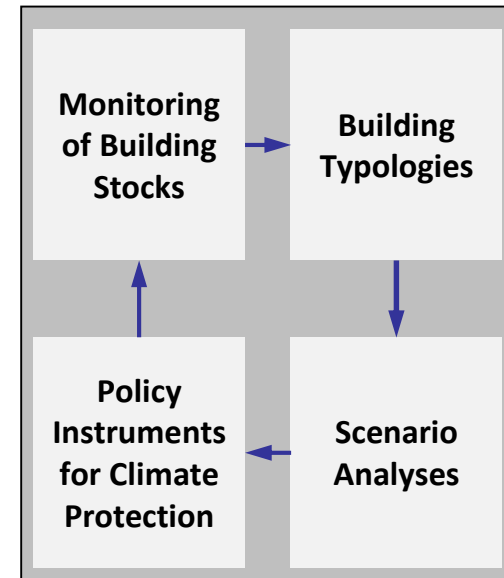 Monitoring
of Building
Stocks
Building
Typologies
Policy
Instruments
for Climate
Protection
Scenario
Analyses